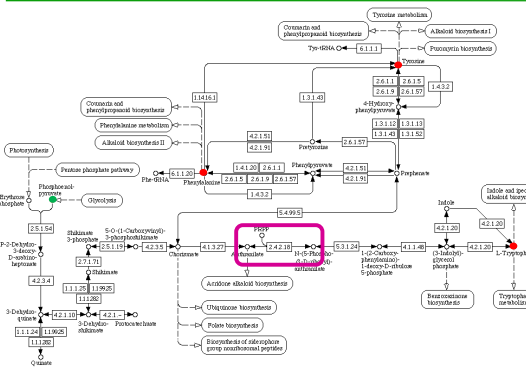 Tyrosine metabolism
Coumarin and
phenylpropanoid biosynthesis
Alkaloid biosynthesis I
Tyr-tRNA
6.1.1.1
Puromycin biosynthesis
Tyrosine
2.6.1.1
2.6.1.5
2.6.1.9
2.6.1.57
1.4.3.2
1.14.16.1
1.3.1.43
Coumarin and
phenylpropanoid biosynthesis
4-Hydroxy-
phenylpyruvate
Phenylalanine metabolism
1.3.1.12
1.3.1.13
1.3.1.43
1.3.1.52
Alkaloid biosynthesis II
4.2.1.51
4.2.1.91
2.6.1.57
Pretyrosine
Photosynthesis
Pentose phosphate pathway
Phe-tRNA
6.1.1.20
Phenylalanine
1.4.1.20
2.6.1.1
2.6.1.5
2.6.1.9
2.6.1.57
1.4.3.2
Phenylpyruvate
4.2.1.51
4.2.1.91
Prephenate
Erythrose
phosphate
Phosphoenol-
pyruvate
Glycolysis
5.4.99.5
Indole
4.2.1.20
4.2.1.20
2.5.1.54
Shikimate
3-phosphate
5-O-(1-Carboxyvinyl)-
3-phosphoshikimate
PRPP
P-2-Dehydro-
3-deoxy-
D-arabino-
heptonate
2.5.1.19
4.2.3.5
Chorismate
4.1.3.27
Anthranilate
2.4.2.18
N-(5-Phospho-
β-D-ribosyl)-
anthranilate
5.3.1.24
1-(2-Carboxy-
phenylamino)-
1-deoxy-D-ribulose
5-phosphate
4.1.1.48
(3-Indolyl)-
glycerol
phosphate
4.2.1.20
L-Tryptoph
2.7.1.71
Shikimate
4.2.3.4
1.1.1.25
1.1.99.25
1.1.1.282
Acridone alkaloid biosynthesis
Benzoxazinone
biosynthesis
Tryptopha
metabolis
Ubiquinone biosynthesis
3-Dehydro-
quinate
4.2.1.10
3-Dehydro-
shikimate
4.2.1.-
Protocatechuate
Folate biosynthesis
1.1.1.24
1.1.99.25
1.1.1.282
Biosynthesis of siderophore
group nonribosomal peptides
Quinate